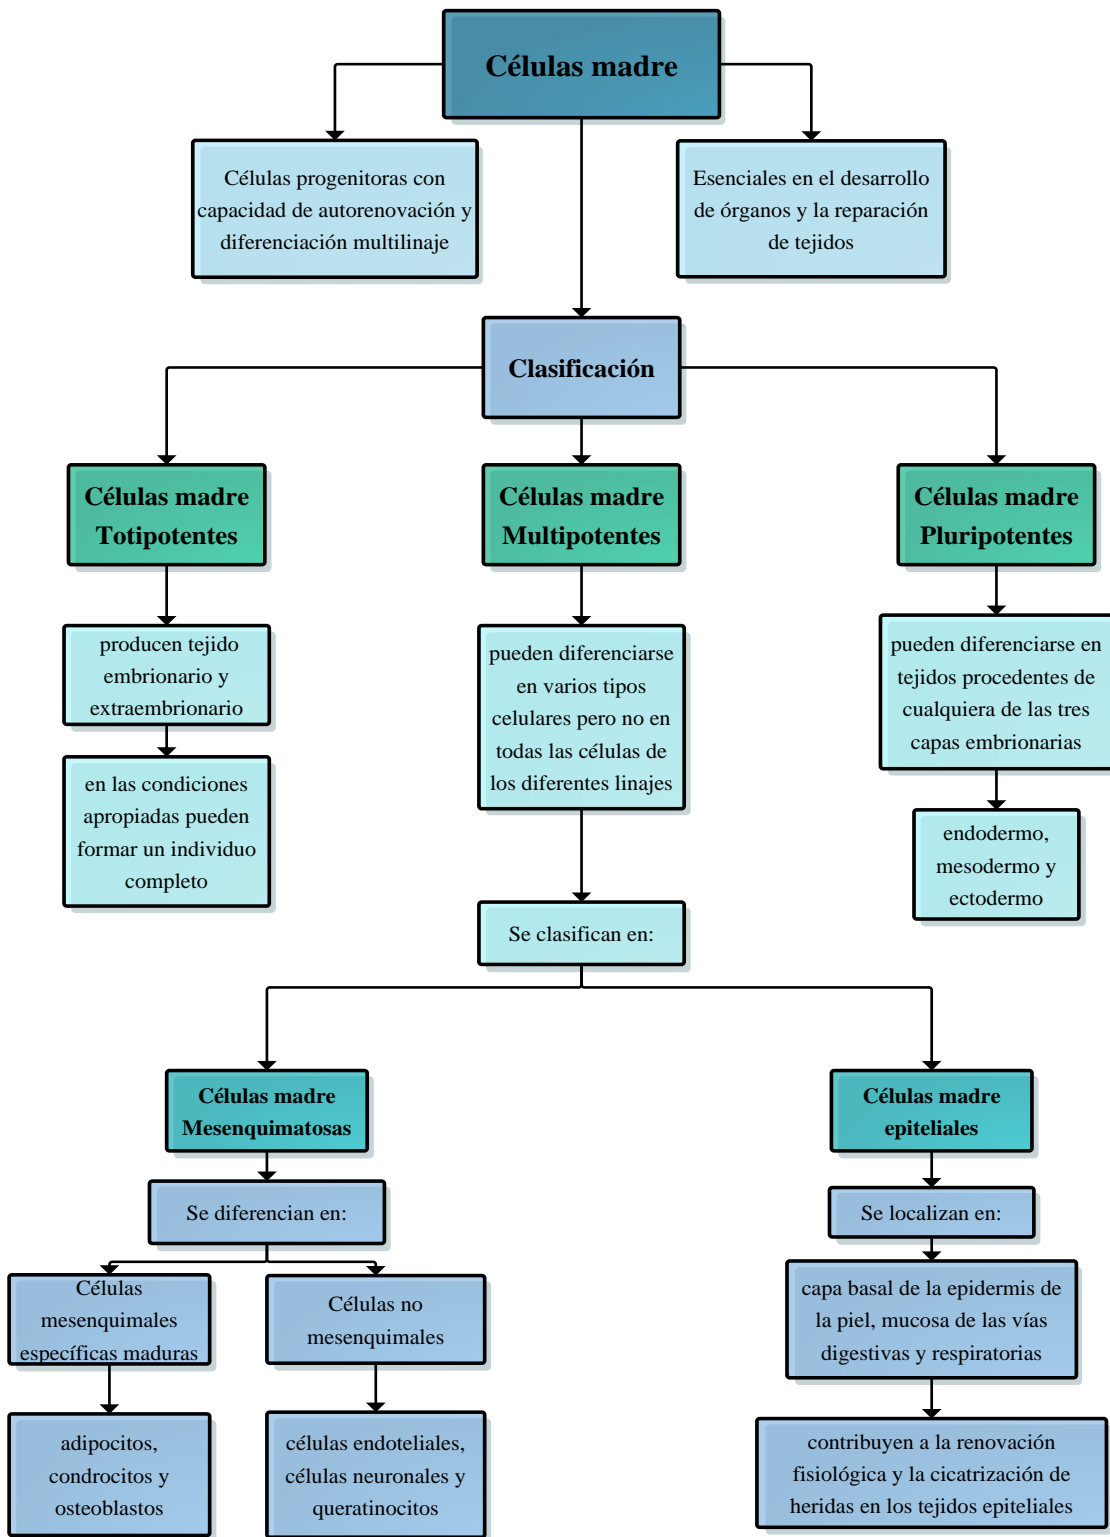 Células madre
Células progenitoras con
capacidad de autorenovación y
diferenciación multilinaje
Esenciales en el desarrollo
de órganos y la reparación
de tejidos
Clasificación
Células madre
Totipotentes
Células madre
Multipotentes
Células madre
Pluripotentes
producen tejido
embrionario y
extraembrionario
pueden diferenciarse
en varios tipos
celulares pero no en
todas las células de
los diferentes linajes
pueden diferenciarse en
tejidos procedentes de
cualquiera de las tres
capas embrionarias
en las condiciones
apropiadas pueden
formar un individuo
completo
endodermo,
mesodermo y
ectodermo
Se clasifican en:
Células madre
Mesenquimatosas
Células madre
epiteliales
Se diferencian en:
Se localizan en:
Células
mesenquimales
específicas maduras
Células no
mesenquimales
capa basal de la epidermis de
la piel, mucosa de las vías
digestivas y respiratorias
adipocitos,
condrocitos y
osteoblastos
células endoteliales,
células neuronales y
queratinocitos
contribuyen a la renovación
fisiológica y la cicatrización de
heridas en los tejidos epiteliales